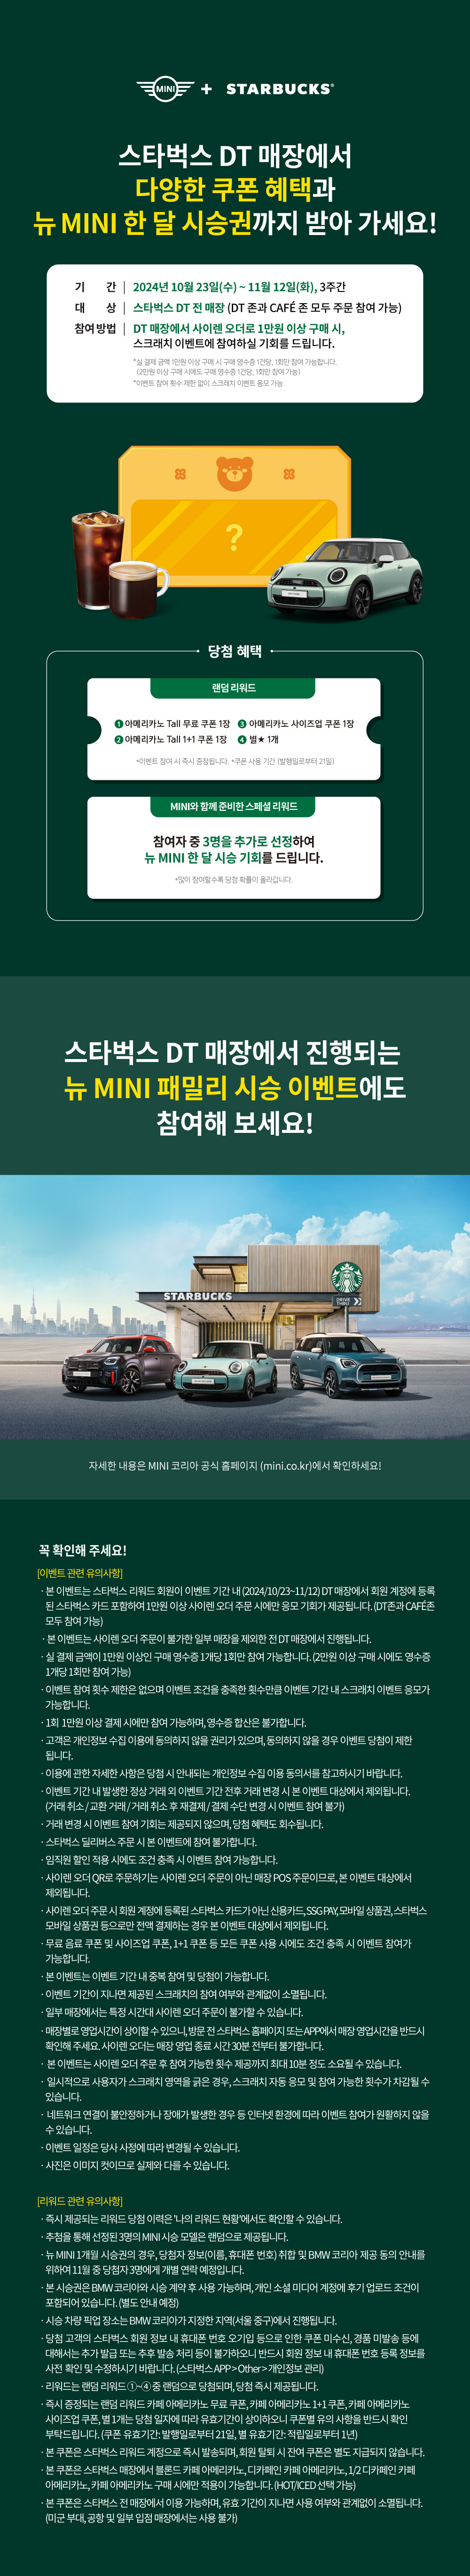 MINI + STARBUCKS®
스타벅스 DT 매장에서
다양한 쿠폰 혜택과
뉴 MINI 한 달 시승권까지 받아 가세요!
기 간 | 2024년 10월 23일(수) ~ 11월 12일(화), 3주간
대 상 | 스타벅스 DT 전 매장 (DT 존과 CAFÉ 존 모두 주문 참여 가능)
참여 방법 | DT 매장에서 사이렌 오더로 1만원 이상 구매 시,
스크래치 이벤트에 참여하실 기회를 드립니다.
*실 결제 금액 1만원 이상 구매 시 구매 영수증 1건당, 1회만 참여 가능합니다.
(2만원 이상 구매 시에도 구매 영수증 1건당, 1회만 참여 가능)
*이벤트 참여 횟수 제한 없이 스크래치 이벤트 응모 가능
?
당첨 혜택
랜덤 리워드
1 아메리카노 Tall 무료 쿠폰 1장 3 아메리카노 사이즈업 쿠폰 1장
2 아메리카노 Tall 1+1 쿠폰 1장 4 별★ 1개
*이벤트 참여 시 즉시 증정됩니다. *쿠폰 사용 기간 (발행일로부터 21일)
MINI와 함께 준비한 스페셜 리워드
참여자 중 3명을 추가로 선정하여
뉴 MINI 한 달 시승 기회를 드립니다.
*많이 참여할수록 당첨 확률이 올라갑니다.
스타벅스 DT 매장에서 진행되는
뉴 MINI 패밀리 시승 이벤트에도
참여해 보세요!
STARBUCKS
DRIVE THRU
자세한 내용은 MINI 코리아 공식 홈페이지 (mini.co.kr)에서 확인하세요!
꼭 확인해 주세요!
[이벤트 관련 유의사항]
· 본 이벤트는 스타벅스 리워드 회원이 이벤트 기간 내 (2024/10/23~11/12) DT 매장에서 회원 계정에 등록
된 스타벅스 카드 포함하여 1만원 이상 사이렌 오더 주문 시에만 응모 기회가 제공됩니다. (DT존과 CAFÉ존
모두 참여 가능)
· 본 이벤트는 사이렌 오더 주문이 불가한 일부 매장을 제외한 전 DT 매장에서 진행됩니다.
· 실 결제 금액이 1만원 이상인 구매 영수증 1개당 1회만 참여 가능합니다. (2만원 이상 구매 시에도 영수증
1개당 1회만 참여 가능)
· 이벤트 참여 횟수 제한은 없으며 이벤트 조건을 충족한 횟수만큼 이벤트 기간 내 스크래치 이벤트 응모가
가능합니다.
· 1회 1만원 이상 결제 시에만 참여 가능하며, 영수증 합산은 불가합니다.
· 고객은 개인정보 수집 이용에 동의하지 않을 권리가 있으며, 동의하지 않을 경우 이벤트 당첨이 제한
됩니다.
· 이용에 관한 자세한 사항은 당첨 시 안내되는 개인정보 수집 이용 동의서를 참고하시기 바랍니다.
· 이벤트 기간 내 발생한 정상 거래 외 이벤트 기간 전후 거래 변경 시 본 이벤트 대상에서 제외됩니다.
(거래 취소 / 교환 거래 / 거래 취소 후 재결제 / 결제 수단 변경 시 이벤트 참여 불가)
· 거래 변경 시 이벤트 참여 기회는 제공되지 않으며, 당첨 혜택도 회수됩니다.
· 스타벅스 딜리버스 주문 시 본 이벤트에 참여 불가합니다.
· 임직원 할인 적용 시에도 조건 충족 시 이벤트 참여 가능합니다.
· 사이렌 오더 QR로 주문하기는 사이렌 오더 주문이 아닌 매장 POS 주문이므로, 본 이벤트 대상에서
제외됩니다.
· 사이렌 오더 주문 시 회원 계정에 등록된 스타벅스 카드가 아닌 신용카드, SSG PAY, 모바일 상품권, 스타벅스
모바일 상품권 등으로만 전액 결제하는 경우 본 이벤트 대상에서 제외됩니다.
· 무료 음료 쿠폰 및 사이즈업 쿠폰, 1+1 쿠폰 등 모든 쿠폰 사용 시에도 조건 충족 시 이벤트 참여가
가능합니다.
· 본 이벤트는 이벤트 기간 내 중복 참여 및 당첨이 가능합니다.
· 이벤트 기간이 지나면 제공된 스크래치의 참여 여부와 관계없이 소멸됩니다.
· 일부 매장에서는 특정 시간대 사이렌 오더 주문이 불가할 수 있습니다.
· 매장별로 영업시간이 상이할 수 있으니, 방문 전 스타벅스 홈페이지 또는 APP에서 매장 영업시간을 반드시
확인해 주세요. 사이렌 오더는 매장 영업 종료 시간 30분 전부터 불가합니다.
· 본 이벤트는 사이렌 오더 주문 후 참여 가능한 횟수 제공까지 최대 10분 정도 소요될 수 있습니다.
· 일시적으로 사용자가 스크래치 영역을 긁은 경우, 스크래치 자동 응모 및 참여 가능한 횟수가 차감될 수
있습니다.
· 네트워크 연결이 불안정하거나 장애가 발생한 경우 등 인터넷 환경에 따라 이벤트 참여가 원활하지 않을
수 있습니다.
· 이벤트 일정은 당사 사정에 따라 변경될 수 있습니다.
· 사진은 이미지 컷이므로 실제와 다를 수 있습니다.
[리워드 관련 유의사항]
· 즉시 제공되는 리워드 당첨 이력은 '나의 리워드 현황'에서도 확인할 수 있습니다.
· 추첨을 통해 선정된 3명의 MINI 시승 모델은 랜덤으로 제공됩니다.
· 뉴 MINI 1개월 시승권의 경우, 당첨자 정보(이름, 휴대폰 번호) 취합 및 BMW 코리아 제공 동의 안내를
위하여 11월 중 당첨자 3명에게 개별 연락 예정입니다.
· 본 시승권은 BMW 코리아와 시승 계약 후 사용 가능하며, 개인 소셜 미디어 계정에 후기 업로드 조건이
포함되어 있습니다. (별도 안내 예정)
· 시승 차량 픽업 장소는 BMW 코리아가 지정한 지역(서울 중구)에서 진행됩니다.
· 당첨 고객의 스타벅스 회원 정보 내 휴대폰 번호 오기입 등으로 인한 쿠폰 미수신, 경품 미발송 등에
대해서는 추가 발급 또는 추후 발송 처리 등이 불가하오니 반드시 회원 정보 내 휴대폰 번호 등록 정보를
사전 확인 및 수정하시기 바랍니다. (스타벅스 APP > Other > 개인정보 관리)
· 리워드는 랜덤 리워드 ①~④ 중 랜덤으로 당첨되며, 당첨 즉시 제공됩니다.
· 즉시 증정되는 랜덤 리워드 카페 아메리카노 무료 쿠폰, 카페 아메리카노 1+1 쿠폰, 카페 아메리카노
사이즈업 쿠폰, 별 1개는 당첨 일자에 따라 유효기간이 상이하오니 쿠폰별 유의 사항을 반드시 확인
부탁드립니다. (쿠폰 유효기간: 발행일로부터 21일, 별 유효기간: 적립일로부터 1년)
· 본 쿠폰은 스타벅스 리워드 계정으로 즉시 발송되며, 회원 탈퇴 시 잔여 쿠폰은 별도 지급되지 않습니다.
· 본 쿠폰은 스타벅스 매장에서 블론드 카페 아메리카노, 디카페인 카페 아메리카노, 1/2 디카페인 카페
아메리카노, 카페 아메리카노 구매 시에만 적용이 가능합니다. (HOT/ICED 선택 가능)
· 본 쿠폰은 스타벅스 전 매장에서 이용 가능하며, 유효 기간이 지나면 사용 여부와 관계없이 소멸됩니다.
(미군 부대, 공항 및 일부 입점 매장에서는 사용 불가)